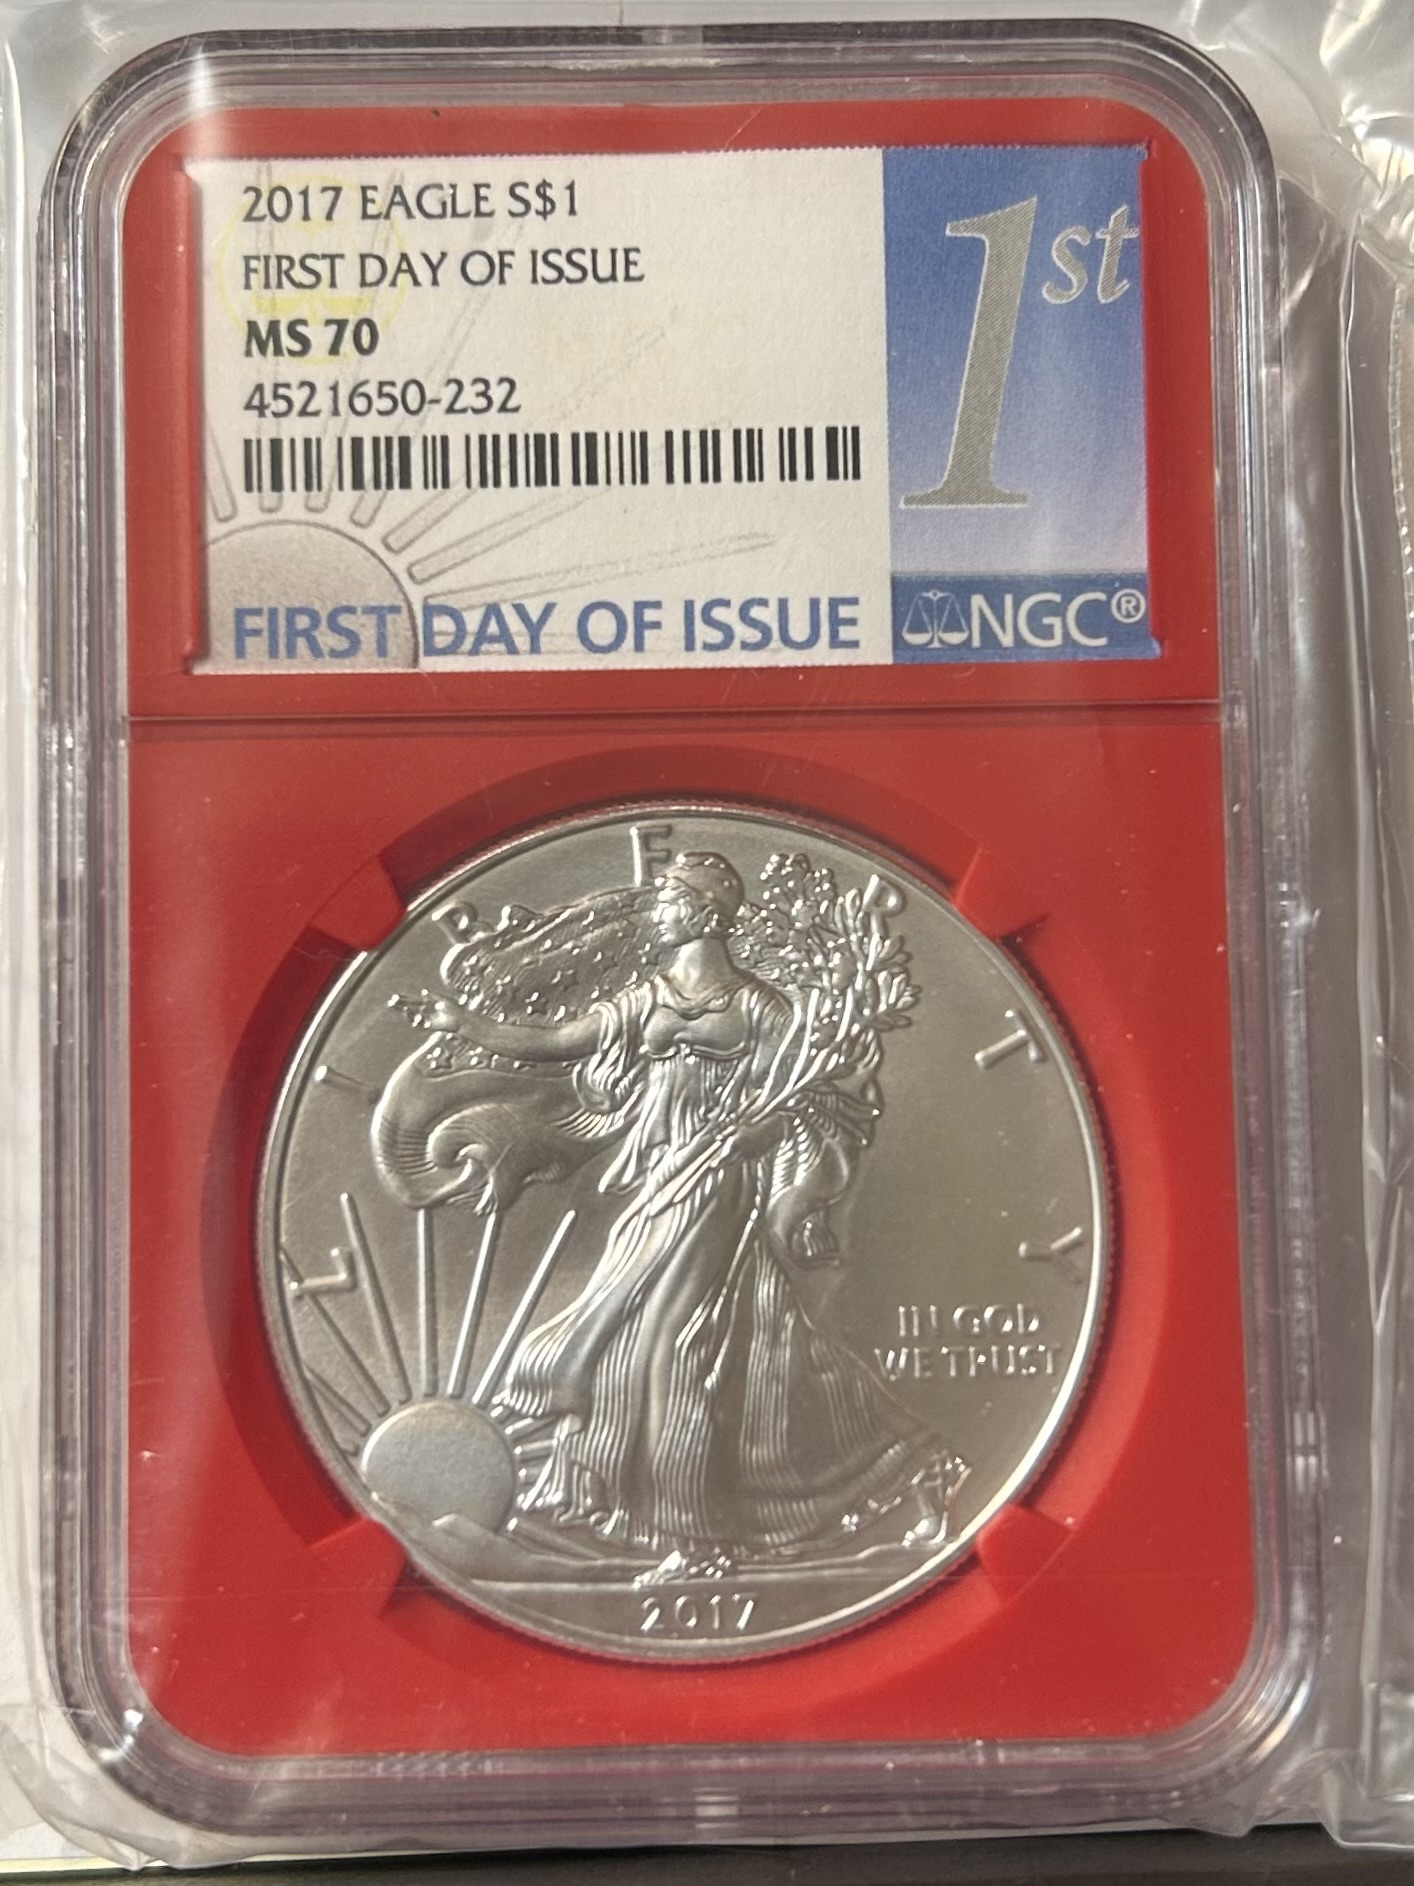 2017 EAGLE S$1
FIRST DAY OF ISSUE
MS 70
4521650-232
1st
FIRST DAY OF ISSUE
NGC®
LIBERTY
IN GOD
WE TRUST
2017